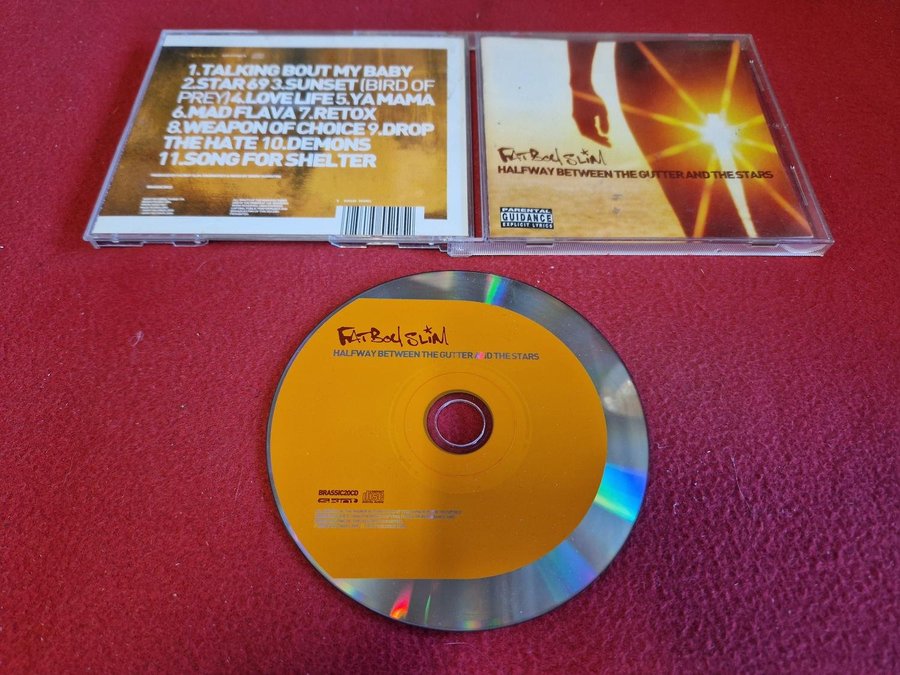 1.TALKING BOUT MY BABY
2.STAR 69 3.SUNSET (BIRD OF
PREY) 4.LOVE LIFE 5.YA MAMA
6.MAD FLAVA 7.RETOX
8.WEAPON OF CHOICE 9.DROP
THE HATE 10.DEMONS
11.SONG FOR SHELTER
FATBOY SLIM
HALFWAY BETWEEN THE GUTTER AND THE STARS
PARENTAL
GUIDANCE
EXPLICIT LYRICS
FATBOY SLIM
HALFWAY BETWEEN THE GUTTER AND THE STARS
BRASSIC20CD